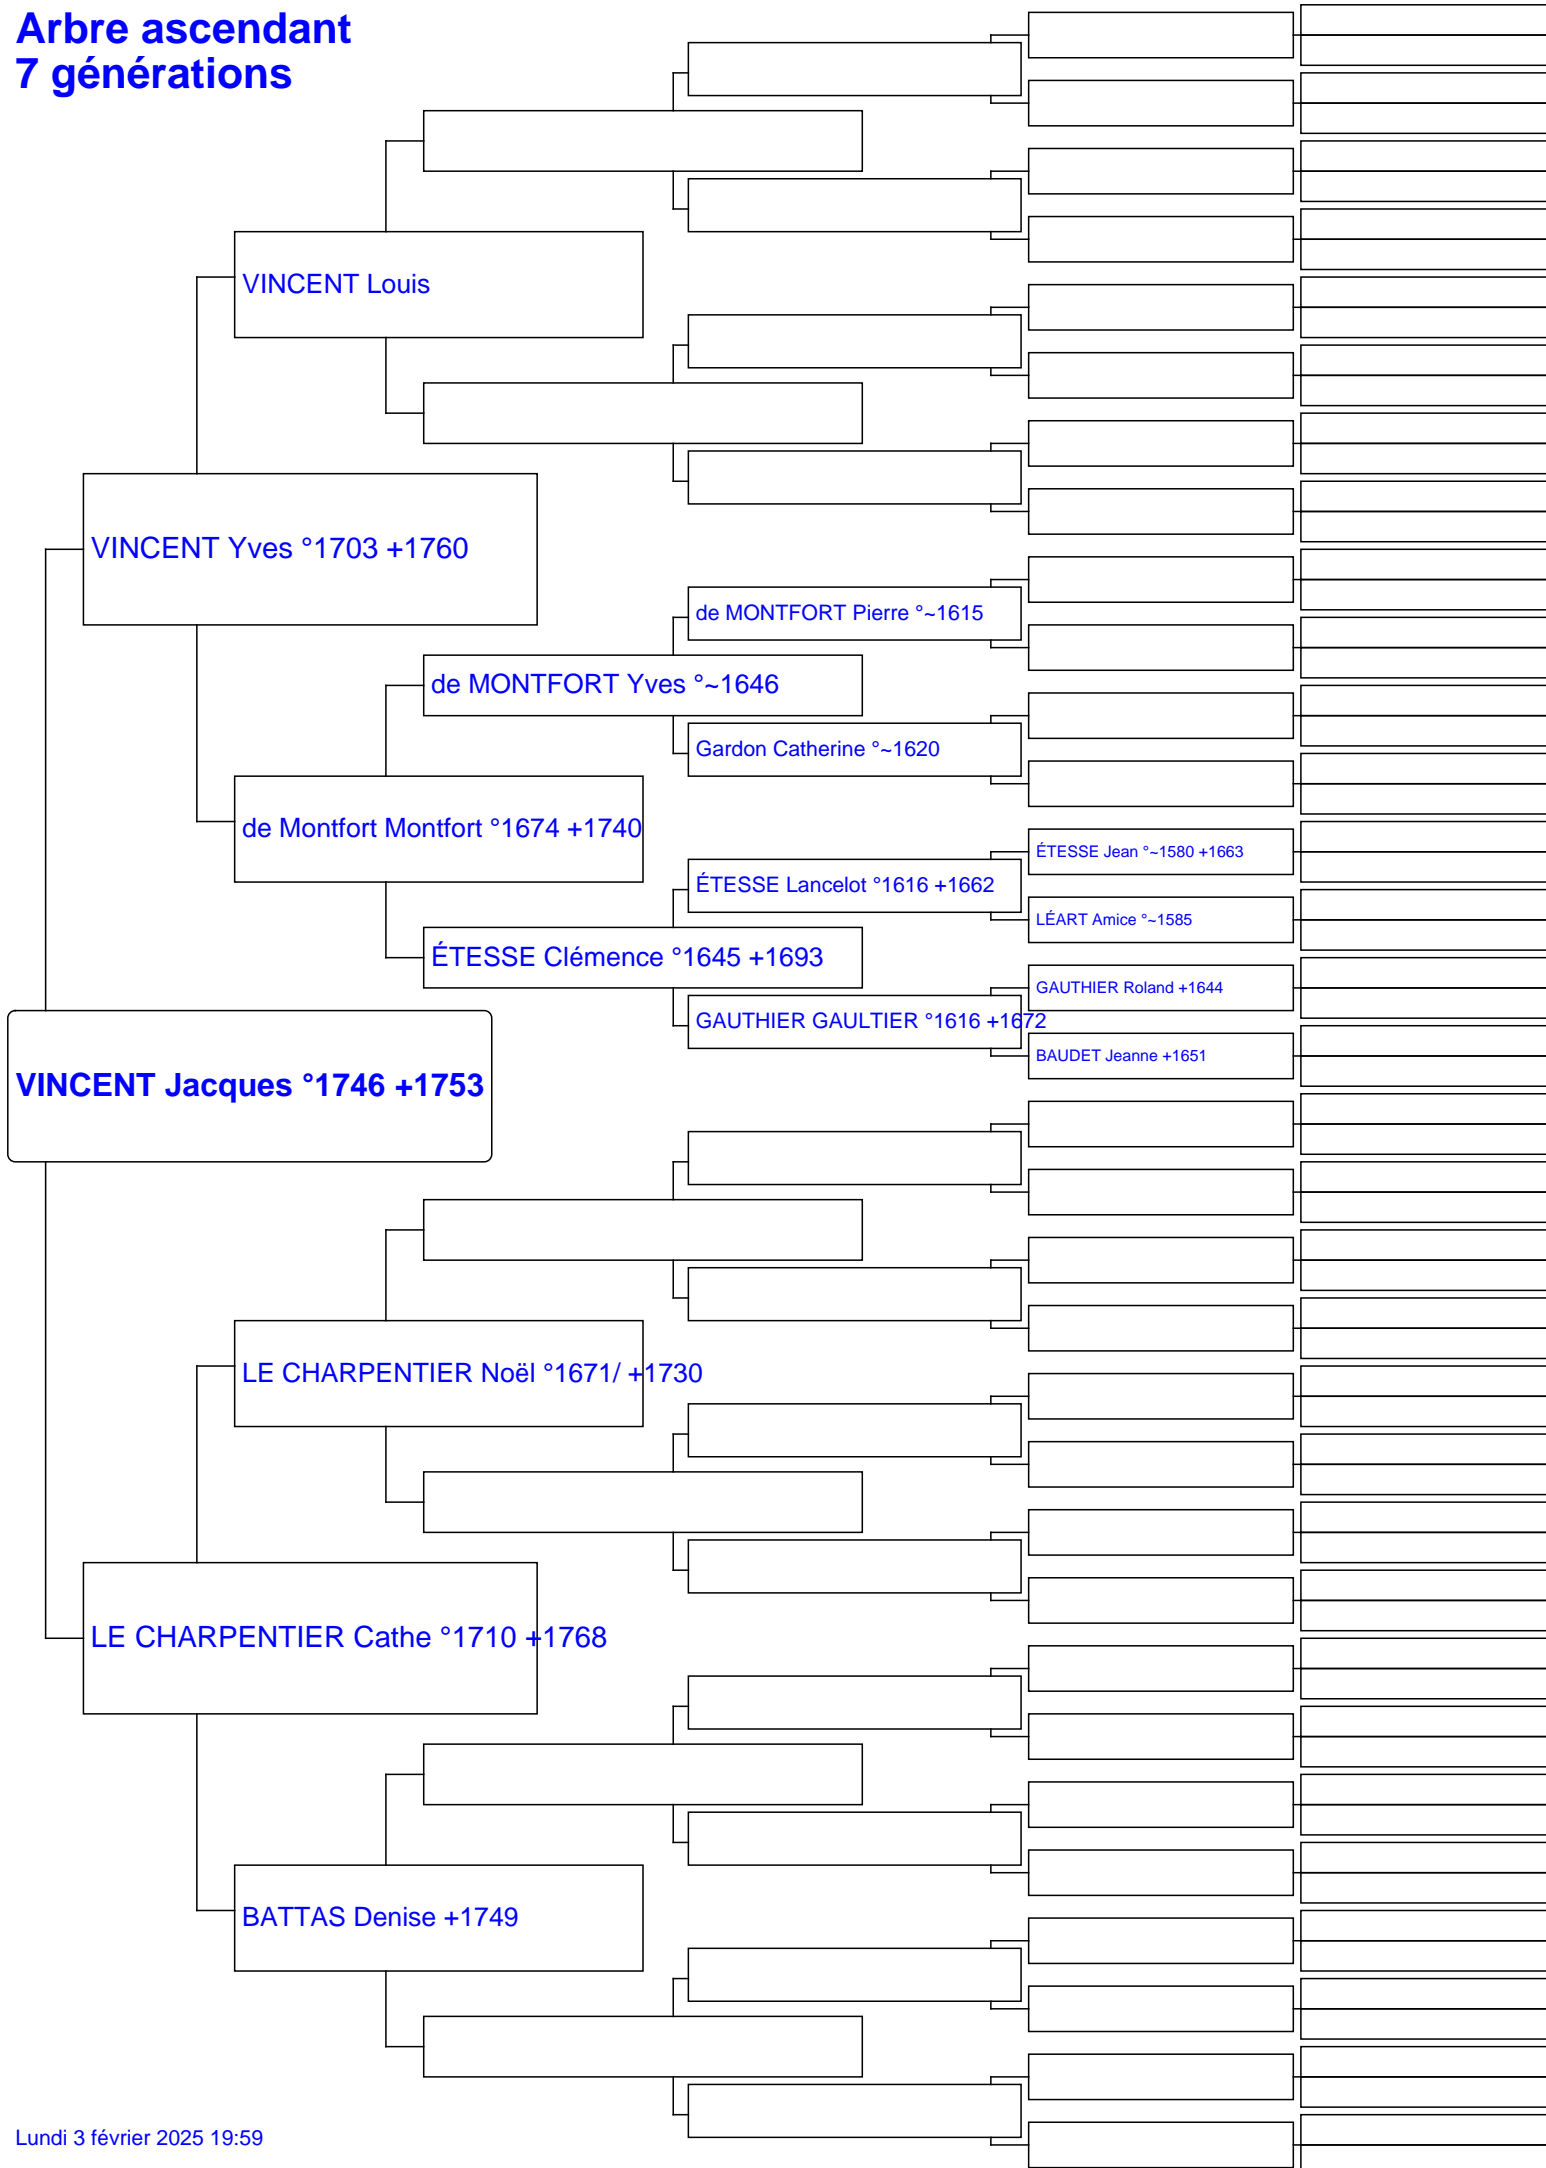 Arbre ascendant
7 générations
VINCENT Louis
VINCENT Yves °1703 +1760
de MONTFORT Pierre °~1615
de MONTFORT Yves °~1646
Gardon Catherine °~1620
de Montfort Montfort °1674 +1740
ÉTESSE Jean °~1580 +1663
ÉTESSE Lancelot °1616 +1662
LÉART Amice °~1585
ÉTESSE Clémence °1645 +1693
GAUTHIER Roland +1644
GAUTHIER GAULTIER °1616 +1672
BAUDET Jeanne +1651
VINCENT Jacques °1746 +1753
LE CHARPENTIER Noël °1671/ +1730
LE CHARPENTIER Cathe °1710 +1768
BATTAS Denise +1749
Lundi 3 février 2025 19:59